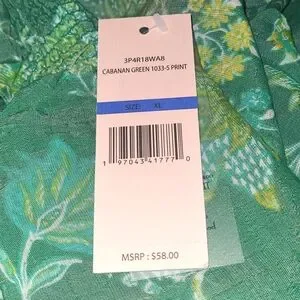 3P4R18WA8
CABANAN GREEN 1033-S PRINT
SIZE: XL
1 97043 41777 0
MSRP : $58.00